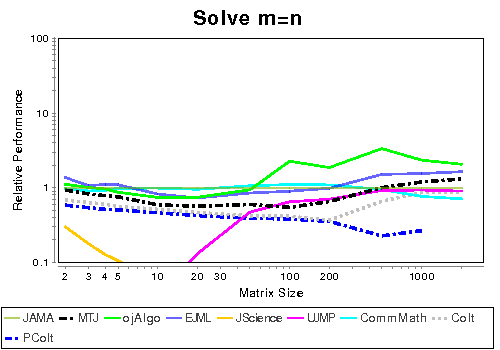 Solve m=n
100
10
1
0.1
Relative Performance
2 3 4 5 10 20 30 100 200 1000
Matrix Size
JAMA MTJ ojAlgo EJML JScience UJMP CommMath Colt
PColt